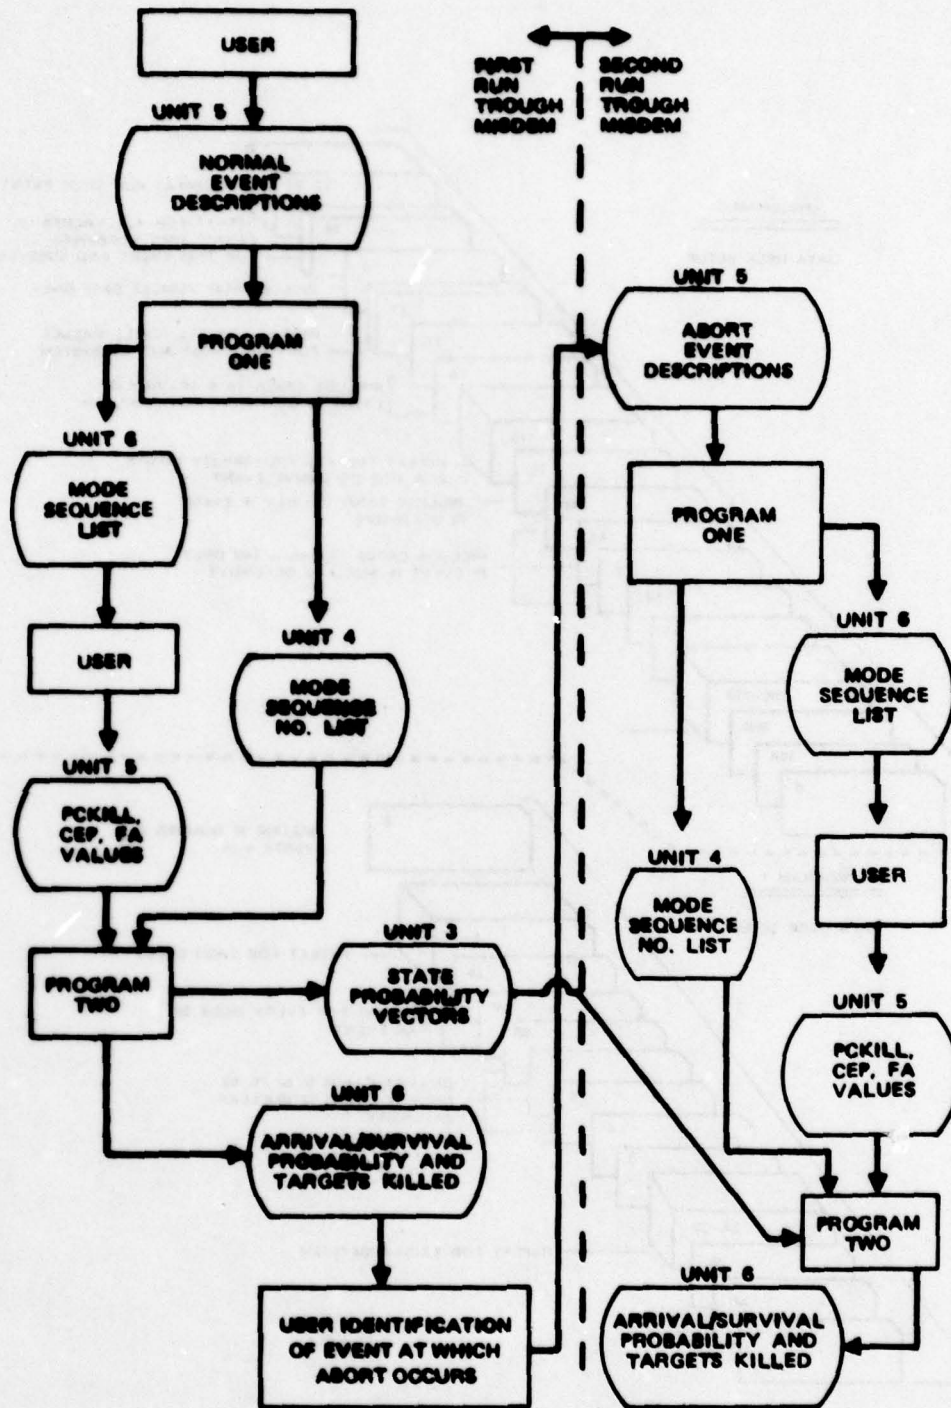 USER
UNIT 5
NORMAL
EVENT
DESCRIPTIONS
PROGRAM
ONE
UNIT 6
MODE
SEQUENCE
LIST
USER
UNIT 4
MODE
SEQUENCE
NO. LIST
UNIT 5
PCKILL,
CEP, FA
VALUES
PROGRAM
TWO
UNIT 3
STATE
PROBABILITY
VECTORS
UNIT 6
ARRIVAL/SURVIVAL
PROBABILITY AND
TARGETS KILLED
USER IDENTIFICATION
OF EVENT AT WHICH
ABORT OCCURS
FIRST
RUN
TROUGH
MISDEM
SECOND
RUN
TROUGH
MISDEM
UNIT 5
ABORT
EVENT
DESCRIPTIONS
PROGRAM
ONE
UNIT 6
MODE
SEQUENCE
LIST
USER
UNIT 4
MODE
SEQUENCE
NO. LIST
UNIT 5
PCKILL,
CEP, FA
VALUES
PROGRAM
TWO
UNIT 6
ARRIVAL/SURVIVAL
PROBABILITY AND
TARGETS KILLED